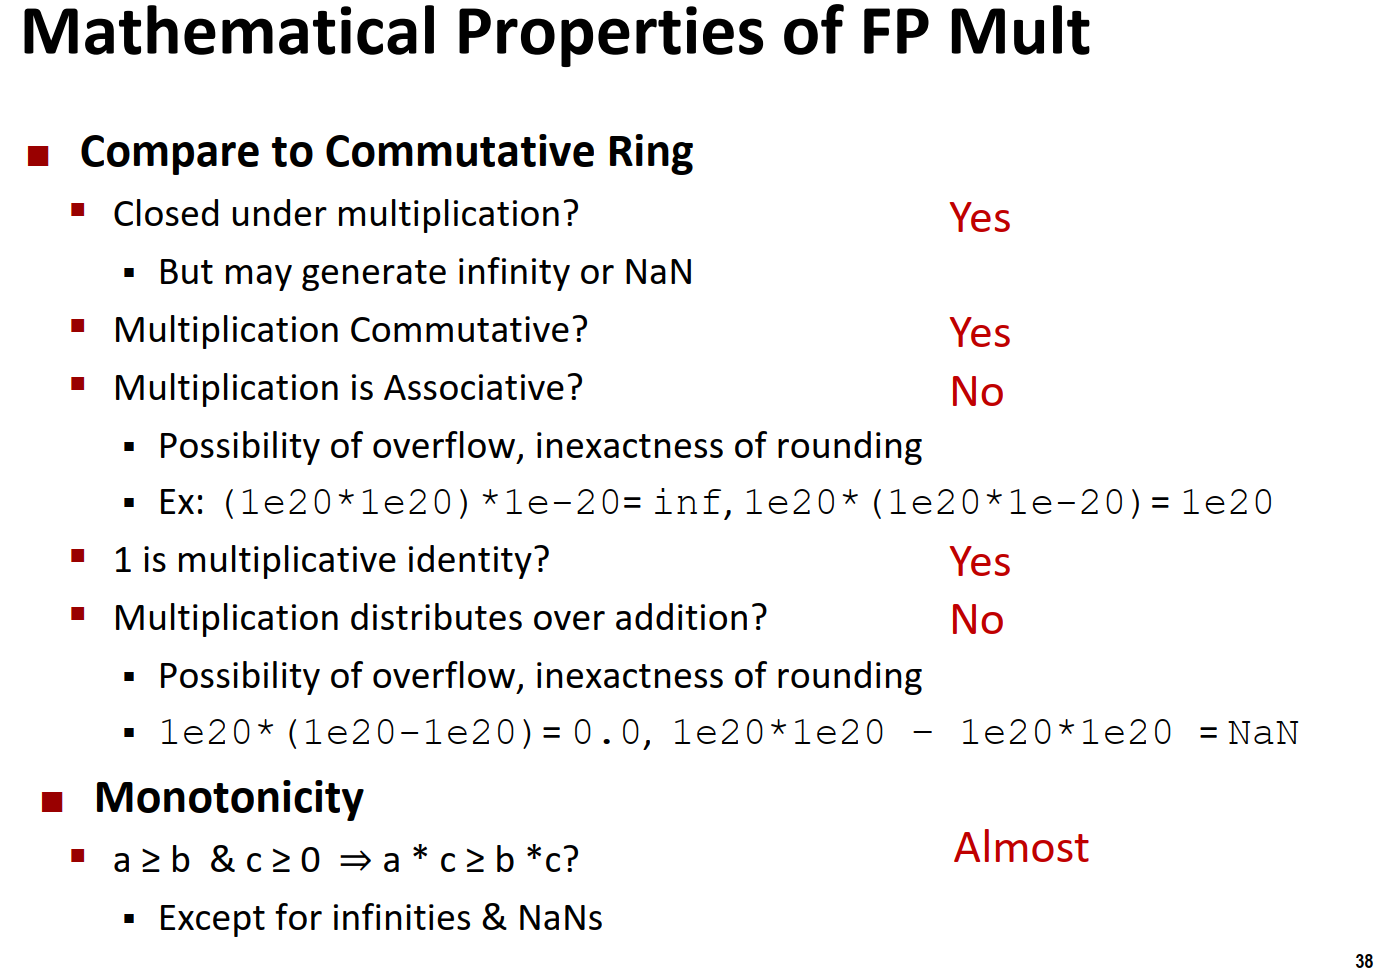 Mathematical Properties of FP Mult
Compare to Commutative Ring
Closed under multiplication? Yes
But may generate infinity or NaN
Multiplication Commutative? Yes
Multiplication is Associative? No
Possibility of overflow, inexactness of rounding
Ex: (1e20*1e20)*1e-20= inf, 1e20*(1e20*1e-20)= 1e20
1 is multiplicative identity? Yes
Multiplication distributes over addition? No
Possibility of overflow, inexactness of rounding
1e20*(1e20-1e20)= 0.0, 1e20*1e20 – 1e20*1e20 = NaN
Monotonicity
a ≥ b & c ≥ 0 ⇒ a * c ≥ b *c? Almost
Except for infinities & NaNs
38